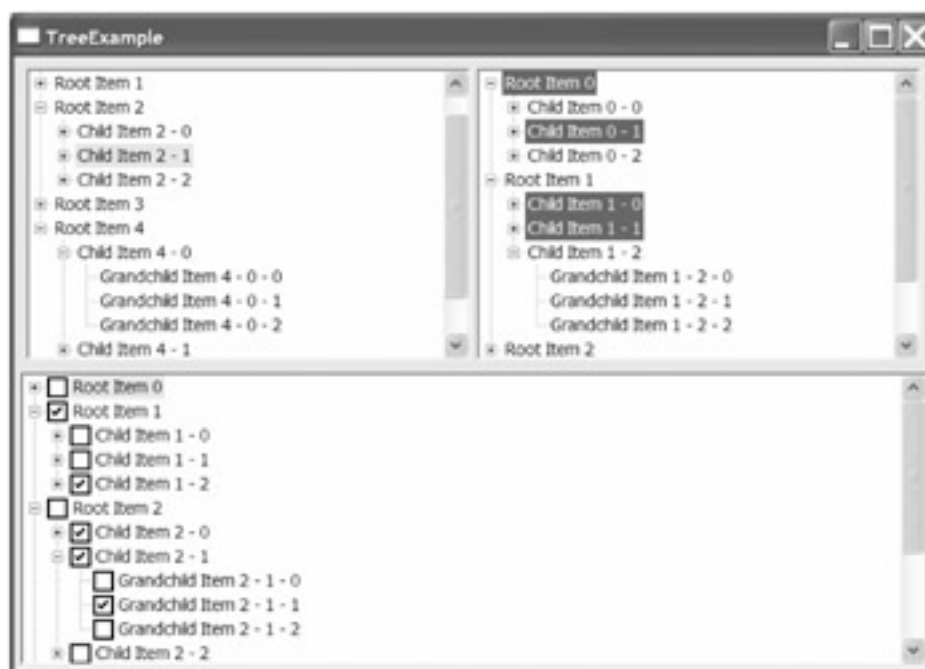 TreeExample
Root Item 1
Root Item 2
Child Item 2 - 0
Child Item 2 - 1
Child Item 2 - 2
Root Item 3
Root Item 4
Child Item 4 - 0
Grandchild Item 4 - 0 - 0
Grandchild Item 4 - 0 - 1
Grandchild Item 4 - 0 - 2
Child Item 4 - 1
Root Item 0
Child Item 0 - 0
Child Item 0 - 1
Child Item 0 - 2
Root Item 1
Child Item 1 - 0
Child Item 1 - 1
Child Item 1 - 2
Grandchild Item 1 - 2 - 0
Grandchild Item 1 - 2 - 1
Grandchild Item 1 - 2 - 2
Root Item 2
Root Item 0
Root Item 1
Child Item 1 - 0
Child Item 1 - 1
Child Item 1 - 2
Root Item 2
Child Item 2 - 0
Child Item 2 - 1
Grandchild Item 2 - 1 - 0
Grandchild Item 2 - 1 - 1
Grandchild Item 2 - 1 - 2
Child Item 2 - 2